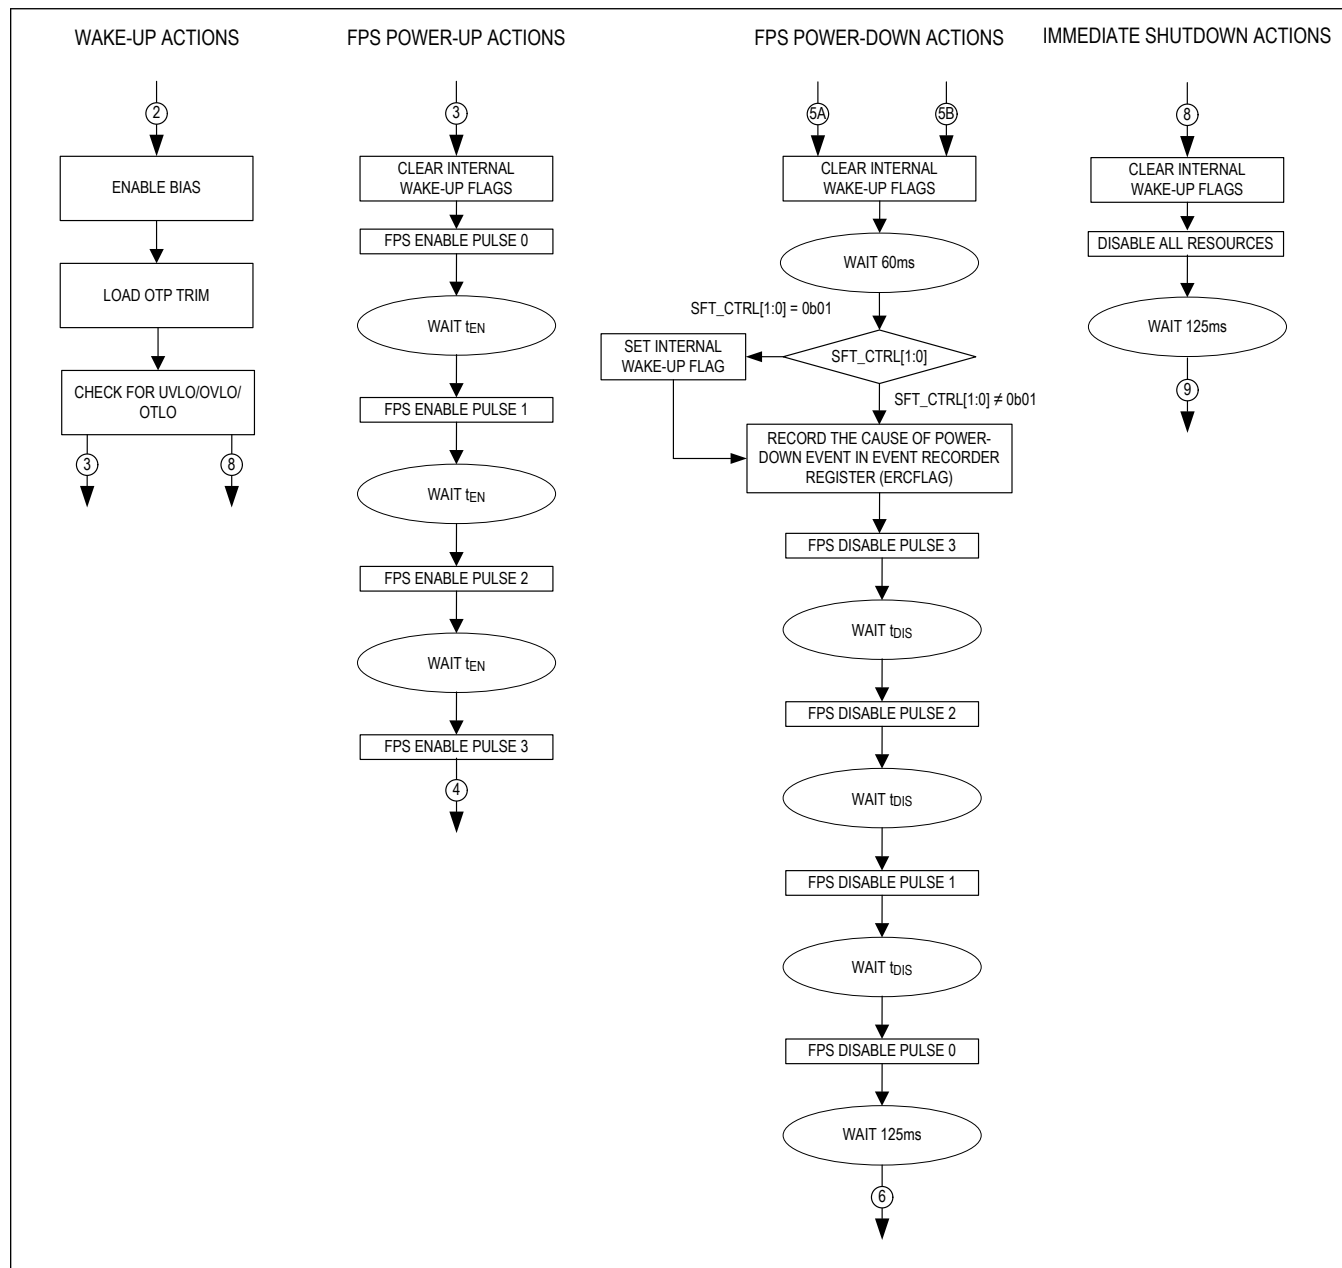 WAKE-UP ACTIONS
2
ENABLE BIAS
LOAD OTP TRIM
CHECK FOR UVLO/OVLO/
OTLO
3
8
FPS POWER-UP ACTIONS
3
CLEAR INTERNAL
WAKE-UP FLAGS
FPS ENABLE PULSE 0
WAIT tEN
FPS ENABLE PULSE 1
WAIT tEN
FPS ENABLE PULSE 2
WAIT tEN
FPS ENABLE PULSE 3
4
FPS POWER-DOWN ACTIONS
5A
5B
CLEAR INTERNAL
WAKE-UP FLAGS
WAIT 60ms
SFT_CTRL[1:0] = 0b01
SET INTERNAL
WAKE-UP FLAG
SFT_CTRL[1:0]
SFT_CTRL[1:0] ≠ 0b01
RECORD THE CAUSE OF POWER-
DOWN EVENT IN EVENT RECORDER
REGISTER (ERCFLAG)
FPS DISABLE PULSE 3
WAIT tDIS
FPS DISABLE PULSE 2
WAIT tDIS
FPS DISABLE PULSE 1
WAIT tDIS
FPS DISABLE PULSE 0
WAIT 125ms
6
IMMEDIATE SHUTDOWN ACTIONS
8
CLEAR INTERNAL
WAKE-UP FLAGS
DISABLE ALL RESOURCES
WAIT 125ms
9